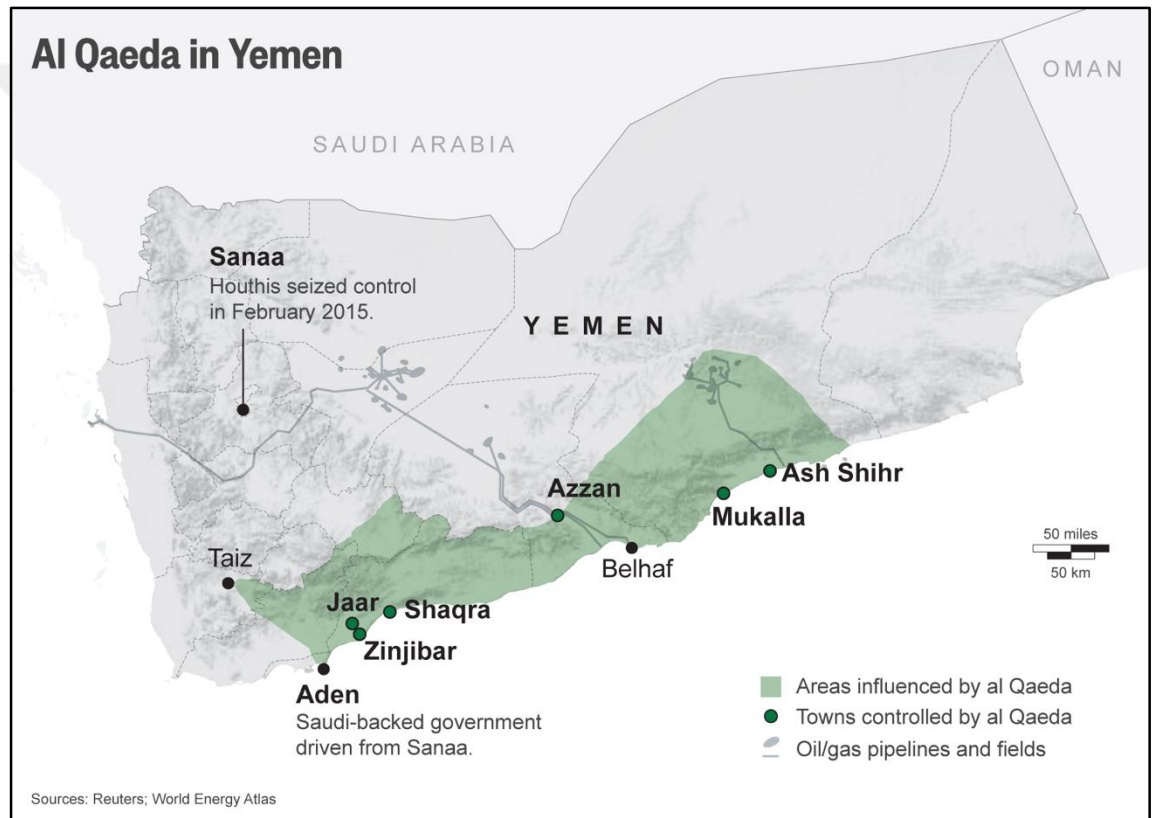 Al Qaeda in Yemen
OMAN
SAUDI ARABIA
Sanaa
Houthis seized control
in February 2015.
YEMEN
Azzan
Ash Shihr
Mukalla
50 miles
50 km
Belhaf
Taiz
Jaar
Shaqra
Zinjibar
Aden
Saudi-backed government
driven from Sanaa.
Areas influenced by al Qaeda
Towns controlled by al Qaeda
Oil/gas pipelines and fields
Sources: Reuters; World Energy Atlas